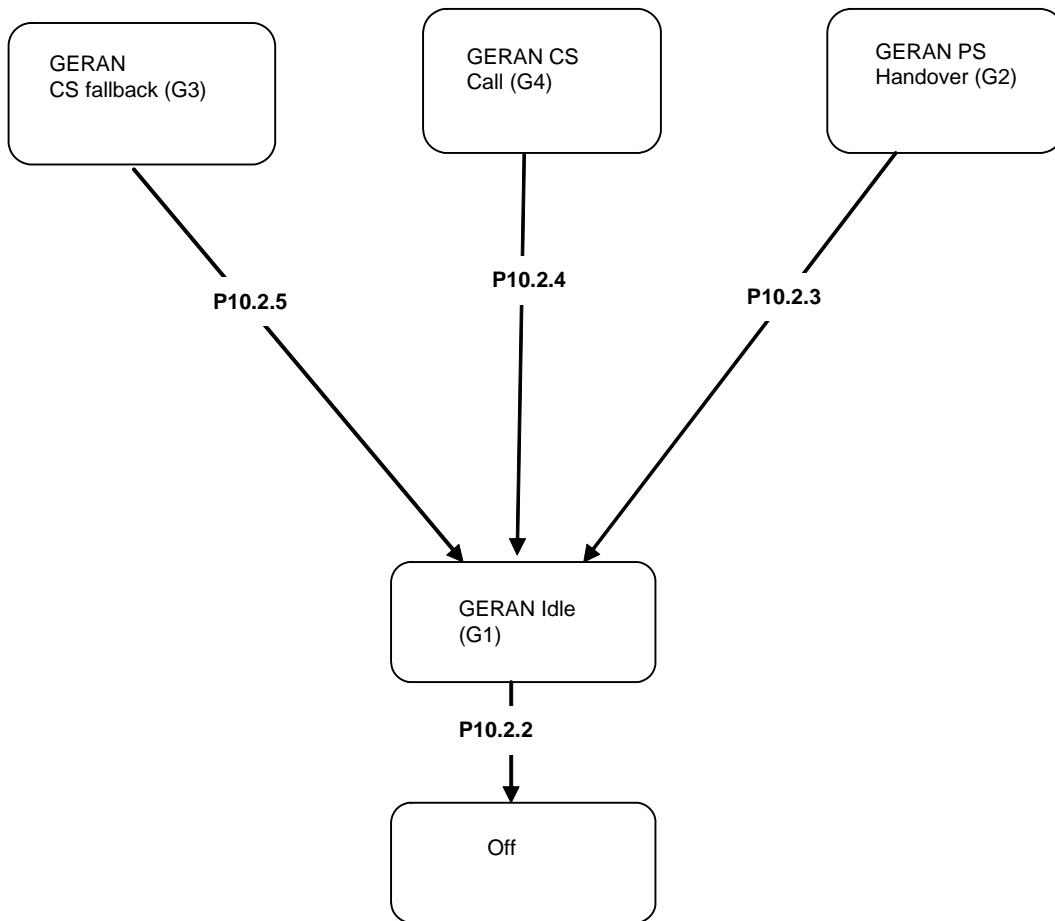 GERAN
CS fallback (G3)
GERAN CS
Call (G4)
GERAN PS
Handover (G2)
P10.2.5
P10.2.4
P10.2.3
GERAN Idle
(G1)
P10.2.2
Off